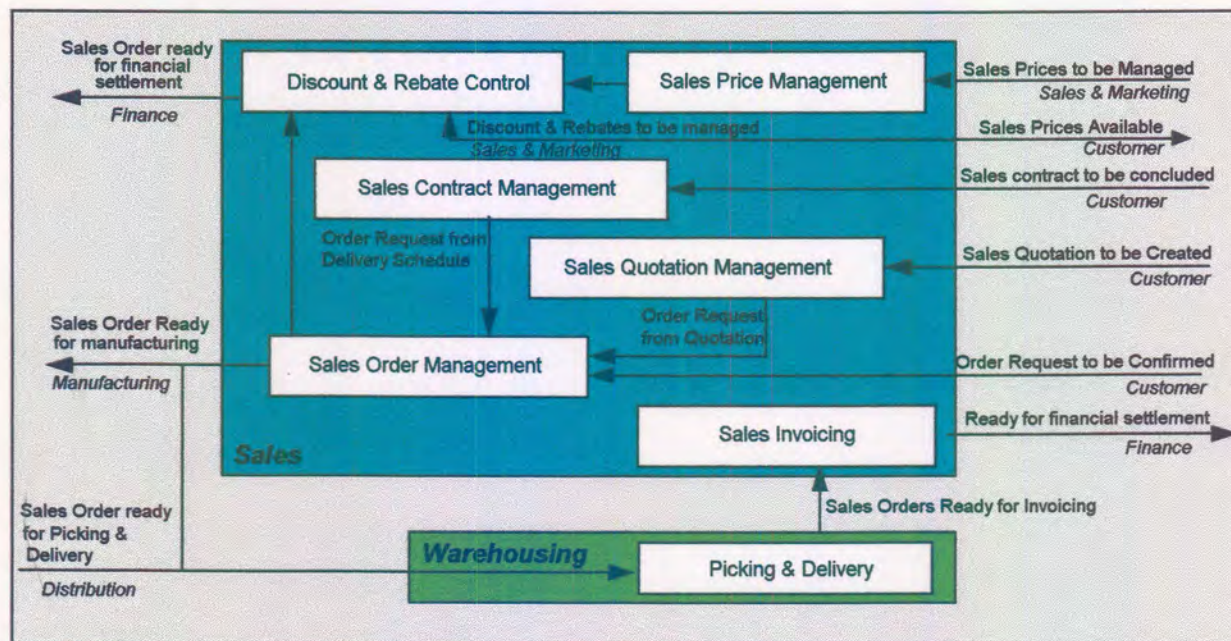 Sales Order ready
for financial
settlement
Finance
Discount & Rebate Control
Sales Price Management
Sales Prices to be Managed
Sales & Marketing
Discount & Rebates to be managed
Sales & Marketing
Sales Prices Available
Customer
Sales Contract Management
Sales contract to be concluded
Customer
Order Request from
Delivery Schedule
Sales Quotation Management
Sales Quotation to be Created
Customer
Order Request
from Quotation
Sales Order Ready
for manufacturing
Manufacturing
Sales Order Management
Order Request to be Confirmed
Customer
Sales Invoicing
Ready for financial settlement
Finance
Sales
Sales Orders Ready for Invoicing
Sales Order ready
for Picking &
Delivery
Distribution
Warehousing
Picking & Delivery